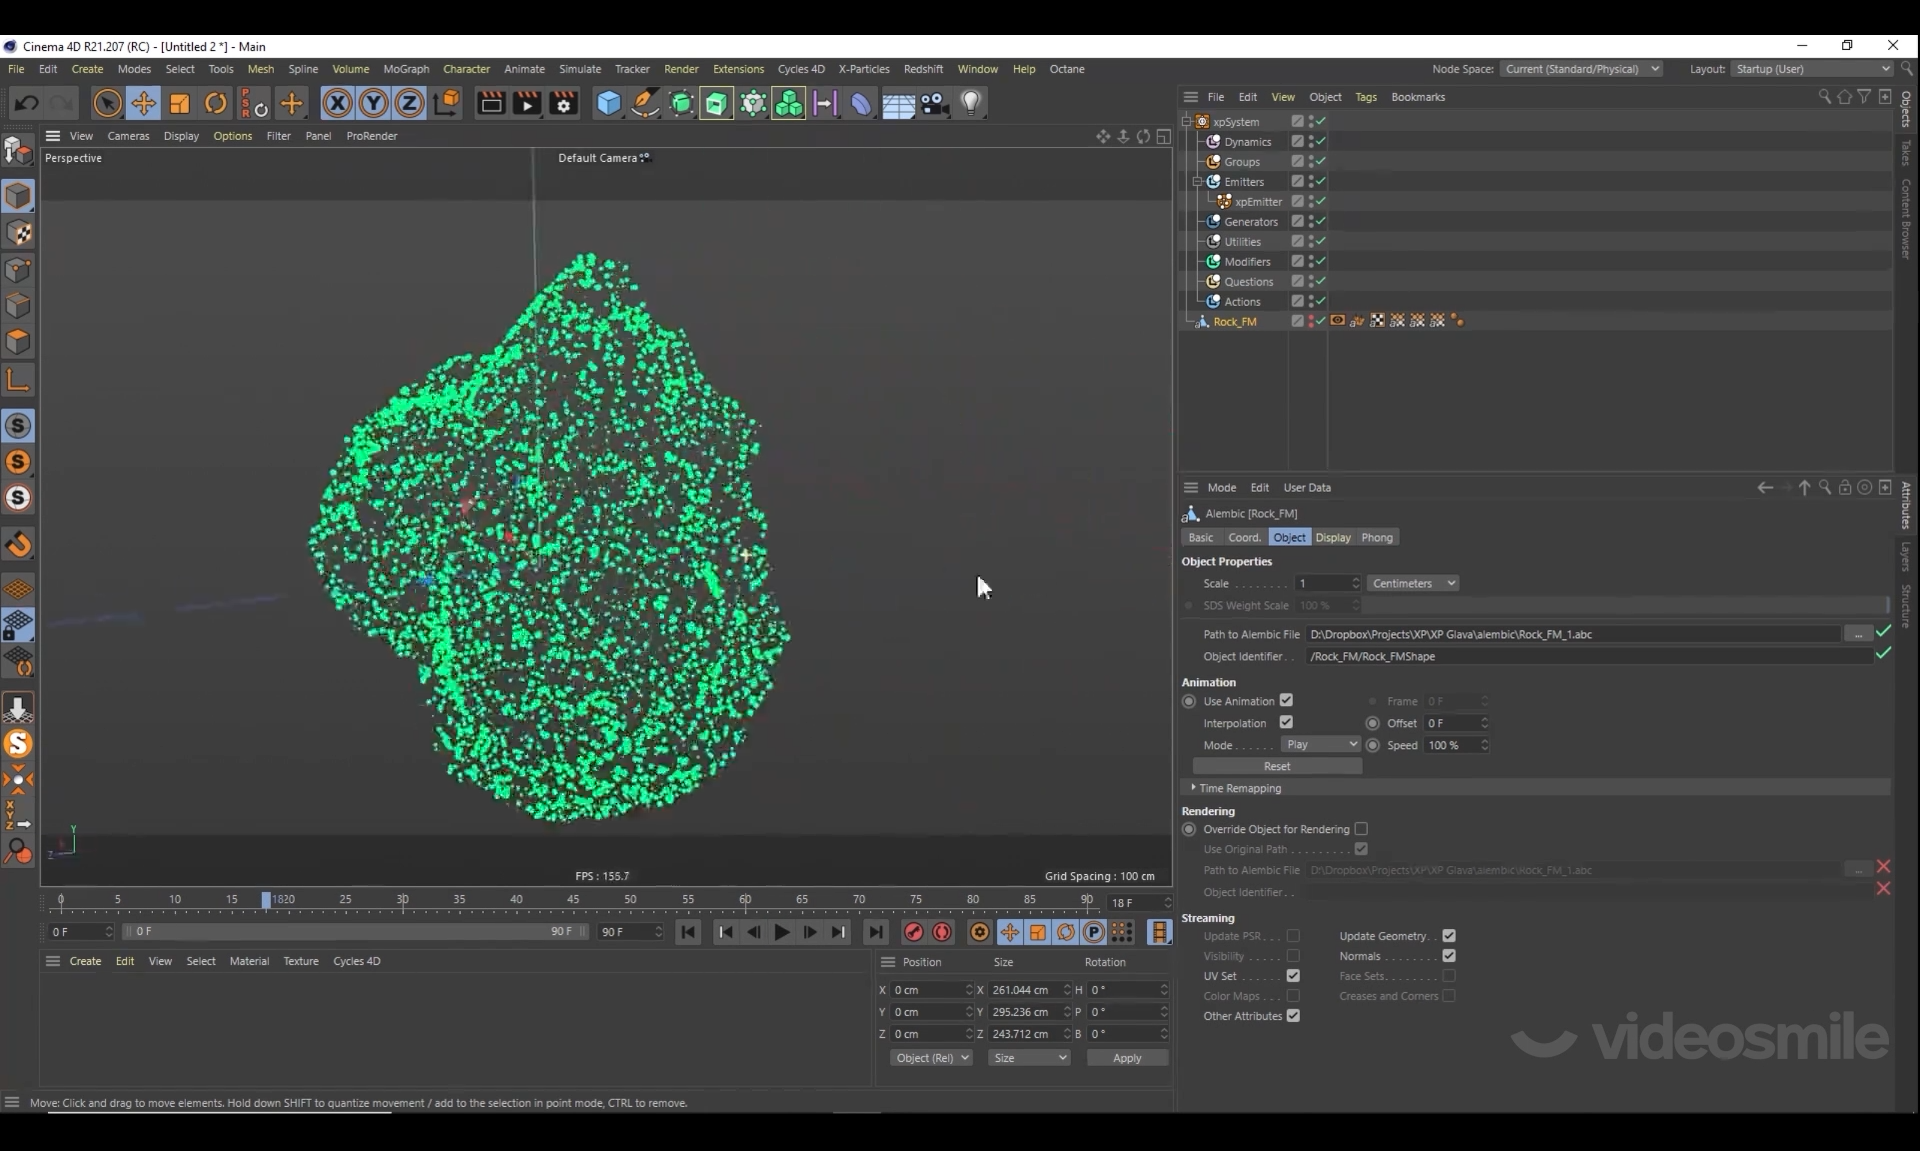 Cinema 4D R21.207 (RC) - [Untitled 2 *] - Main
File Edit Create Modes Select Tools Mesh Spline Volume MoGraph Character Animate Simulate Tracker Render Extensions Cycles 4D X-Particles Redshift Window Help Octane
Node Space: Current (Standard/Physical) Layout: Startup (User)
PSR X Y Z
File Edit View Object Tags Bookmarks
View Cameras Display Options Filter Panel ProRender
Perspective
Default Camera
xpSystem
Dynamics
Groups
Emitters
xpEmitter
Generators
Utilities
Modifiers
Questions
Actions
Rock_FM
Objects
Takes
Content Browser
Mode Edit User Data
Attributes
Layers
Structure
Alembic [Rock_FM]
Basic Coord. Object Display Phong
Object Properties
Scale 1 Centimeters
SDS Weight Scale 100 %
Path to Alembic File D:\Dropbox\Projects\XP\XP Glava\alembic\Rock_FM_1.abc ...
Object Identifier /Rock_FM/Rock_FMShape
Animation
Use Animation Frame 0 F
Interpolation Offset 0 F
Mode Play Speed 100 %
Reset
Time Remapping
Rendering
Override Object for Rendering
Use Original Path
Path to Alembic File D:\Dropbox\Projects\XP\XP Glava\alembic\Rock_FM_1.abc ...
Object Identifier
Streaming
Update PSR Update Geometry
Visibility Normals
UV Set Face Sets
Color Maps Creases and Corners
Other Attributes
videosmile
S
S
S
S
X
Y
Z
Y
Z
FPS : 155.7
Grid Spacing : 100 cm
0 5 10 15 1820 25 30 35 40 45 50 55 60 65 70 75 80 85 90 18 F
0 F 0 F 90 F 90 F
P
Create Edit View Select Material Texture Cycles 4D
Position Size Rotation
X 0 cm X 261.044 cm H 0 °
Y 0 cm Y 295.236 cm P 0 °
Z 0 cm Z 243.712 cm B 0 °
Object (Rel) Size Apply
Move: Click and drag to move elements. Hold down SHIFT to quantize movement / add to the selection in point mode, CTRL to remove.